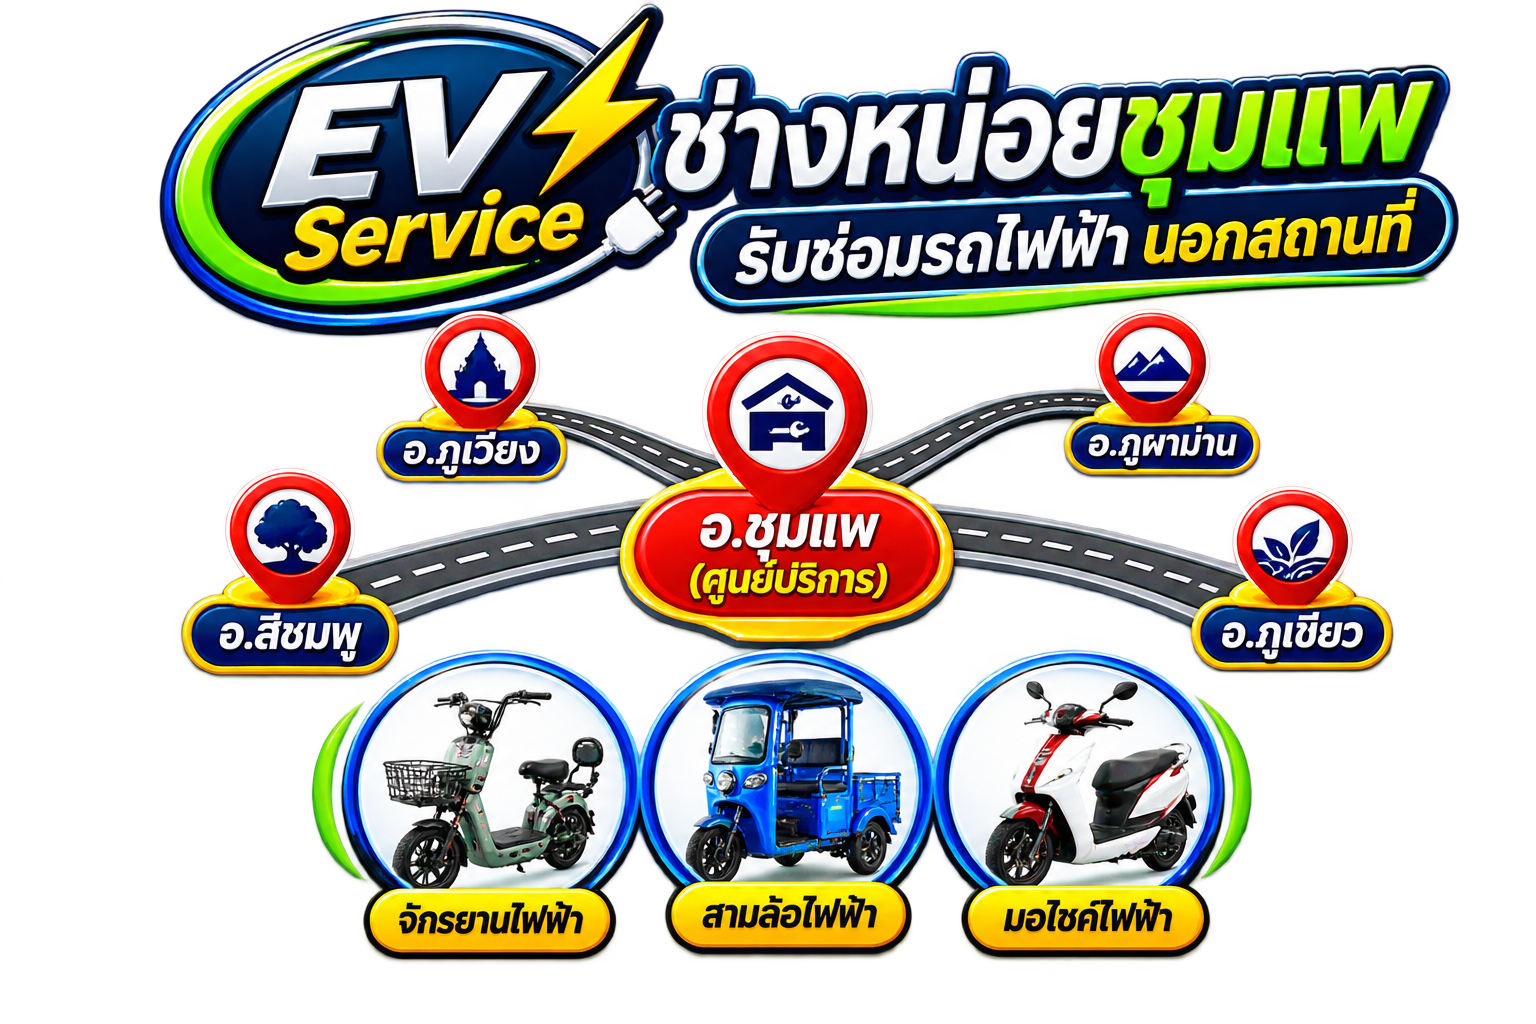 EV
Service
ช่างหน่อยชุมแพ
รับซ่อมรถไฟฟ้า นอกสถานที่
อ.ภูเวียง
อ.ภูผาม่าน
อ.สีชมพู
อ.ชุมแพ
(ศูนย์บริการ)
อ.ภูเขียว
จักรยานไฟฟ้า
สามล้อไฟฟ้า
มอไซค์ไฟฟ้า